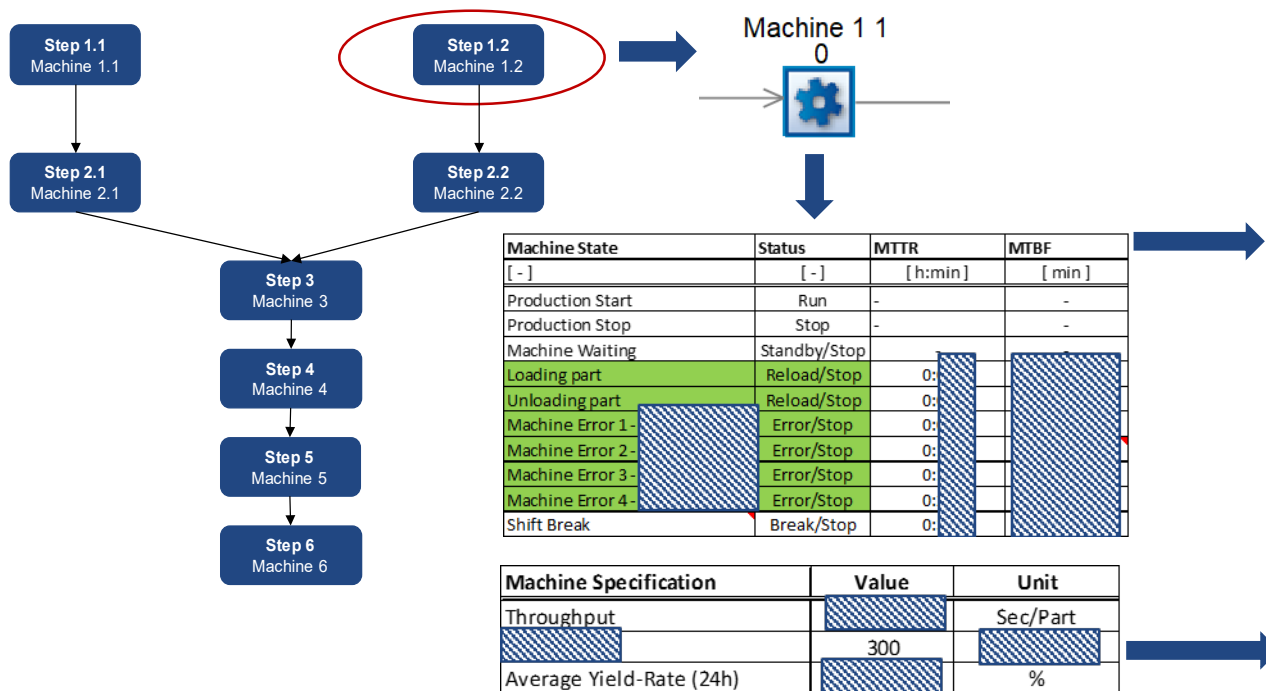 Step 1.1
Machine 1.1
Step 1.2
Machine 1.2
Machine 1 1
0
Step 2.1
Machine 2.1
Step 2.2
Machine 2.2
Step 3
Machine 3
Step 4
Machine 4
Step 5
Machine 5
Step 6
Machine 6
Machine State Status MTTR MTBF
[ - ] [ - ] [ h:min ] [ min ]
Production Start Run - -
Production Stop Stop - -
Machine Waiting Standby/Stop
Loading part Reload/Stop 0:
Unloading part Reload/Stop 0:
Machine Error 1 - Error/Stop 0:
Machine Error 2 - Error/Stop 0:
Machine Error 3 - Error/Stop 0:
Machine Error 4 - Error/Stop 0:
Shift Break Break/Stop 0:
Machine Specification Value Unit
Throughput Sec/Part
300
Average Yield-Rate (24h) %